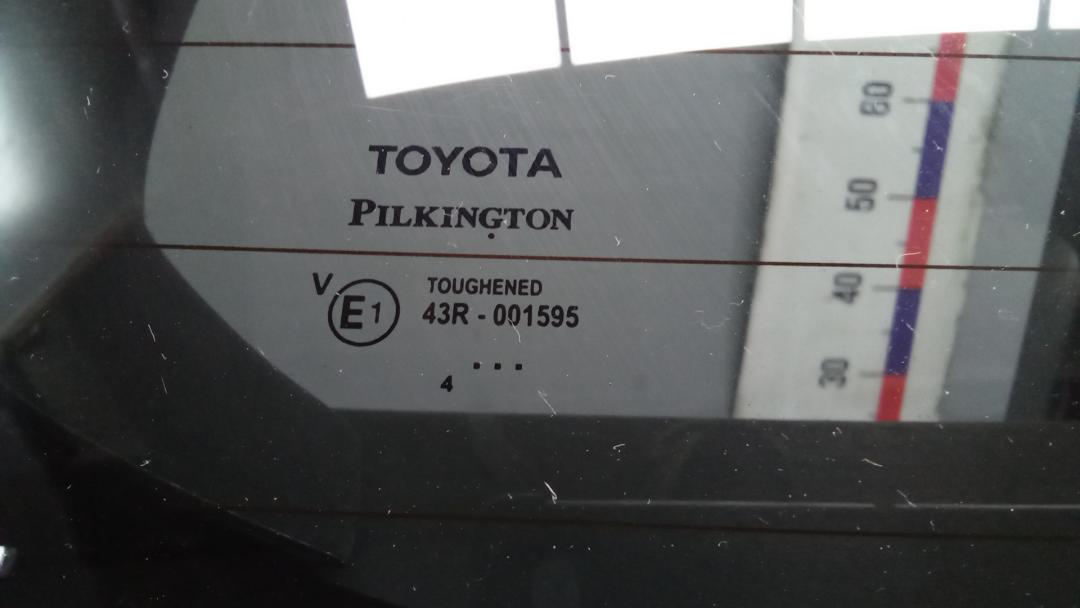 TOYOTA
PILKINGTON
V E1 TOUGHENED
43R - 001595
4 ...
60
50
40
30